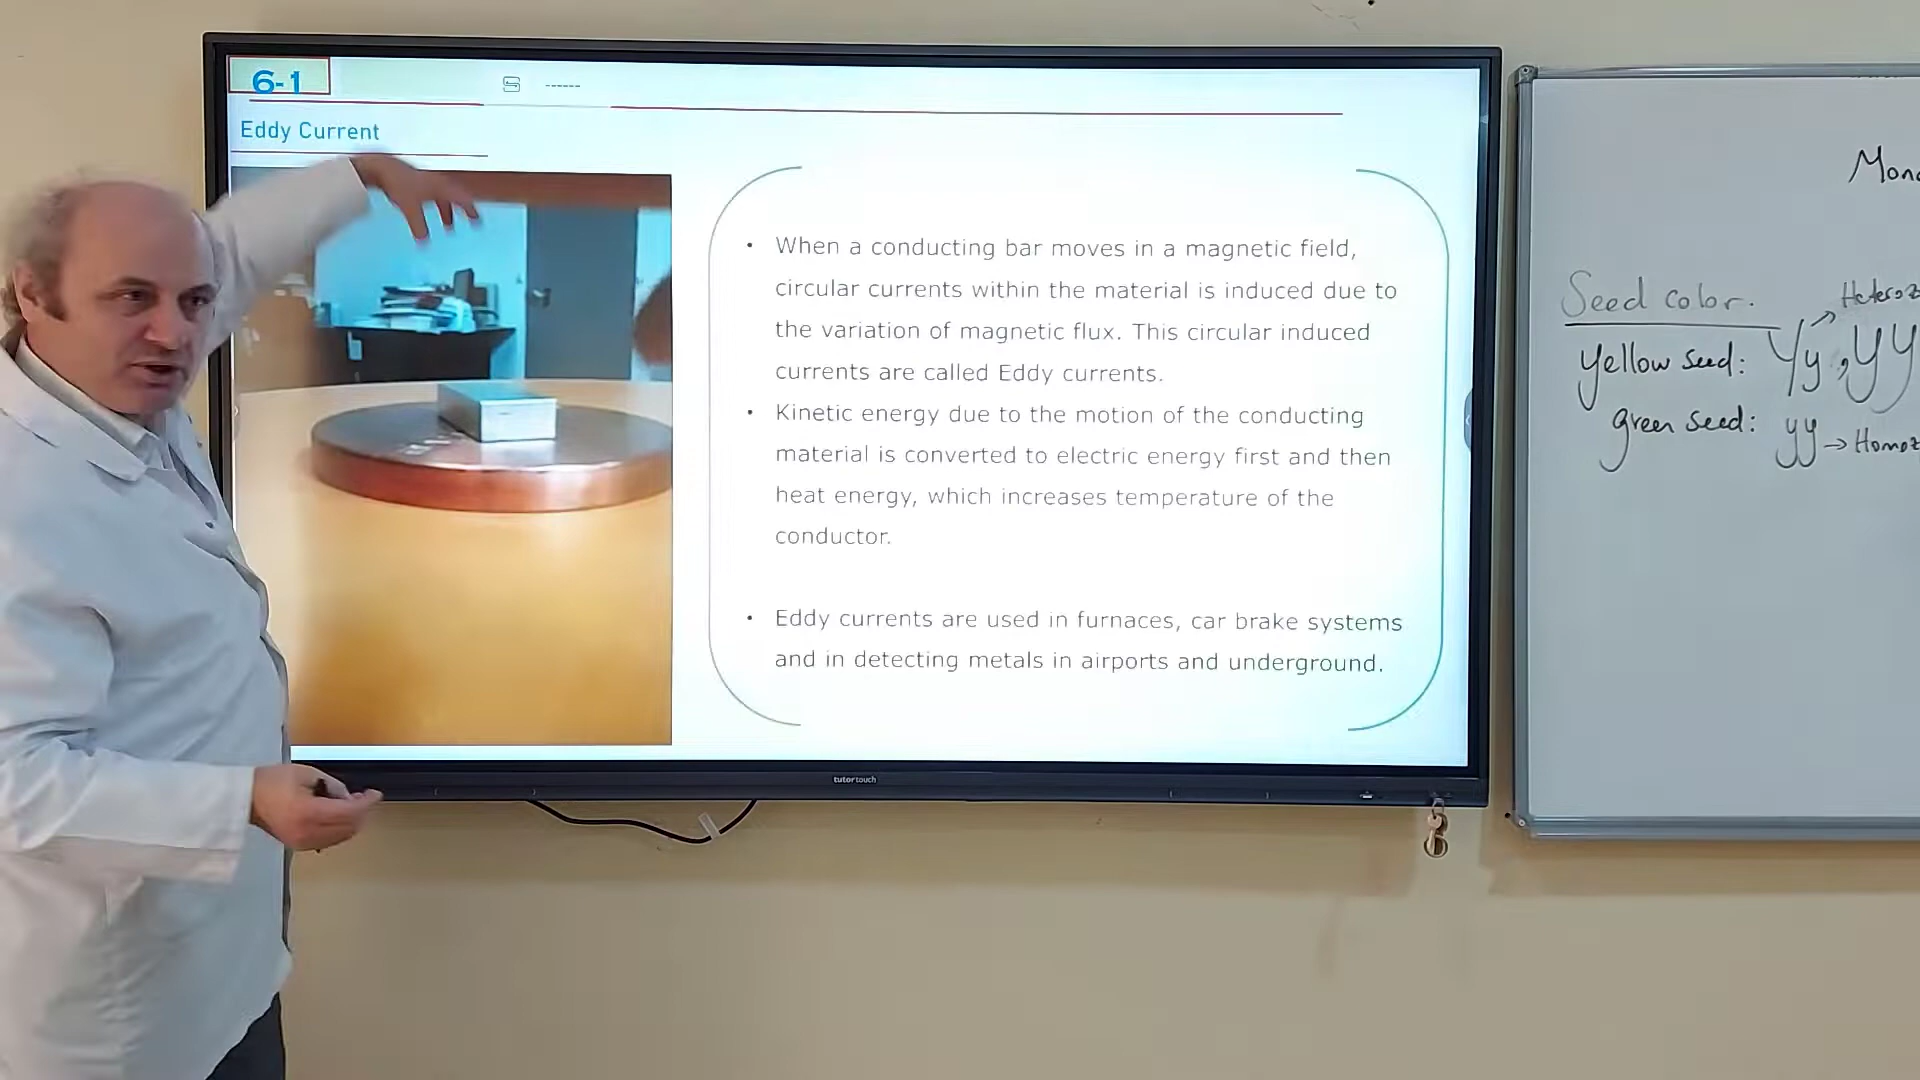 6-1
------
Eddy Current
• When a conducting bar moves in a magnetic field,
circular currents within the material is induced due to
the variation of magnetic flux. This circular induced
currents are called Eddy currents.
• Kinetic energy due to the motion of the conducting
material is converted to electric energy first and then
heat energy, which increases temperature of the
conductor.
• Eddy currents are used in furnaces, car brake systems
and in detecting metals in airports and underground.
tutortouch
Seed color.
yellow seed: Yy, YY
green seed: yy →